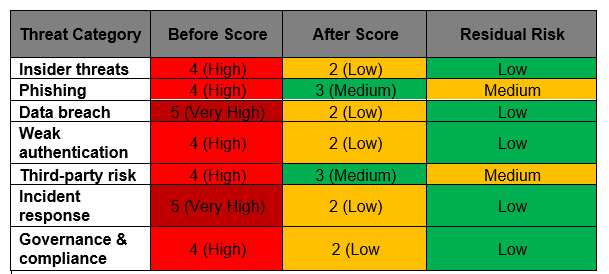 Threat Category Before Score After Score Residual Risk
Insider threats 4 (High) 2 (Low) Low
Phishing 4 (High) 3 (Medium) Medium
Data breach 5 (Very High) 2 (Low) Low
Weak
authentication 4 (High) 2 (Low) Low
Third-party risk 4 (High) 3 (Medium) Medium
Incident
response 5 (Very High) 2 (Low) Low
Governance &
compliance 4 (High) 2 (Low Low